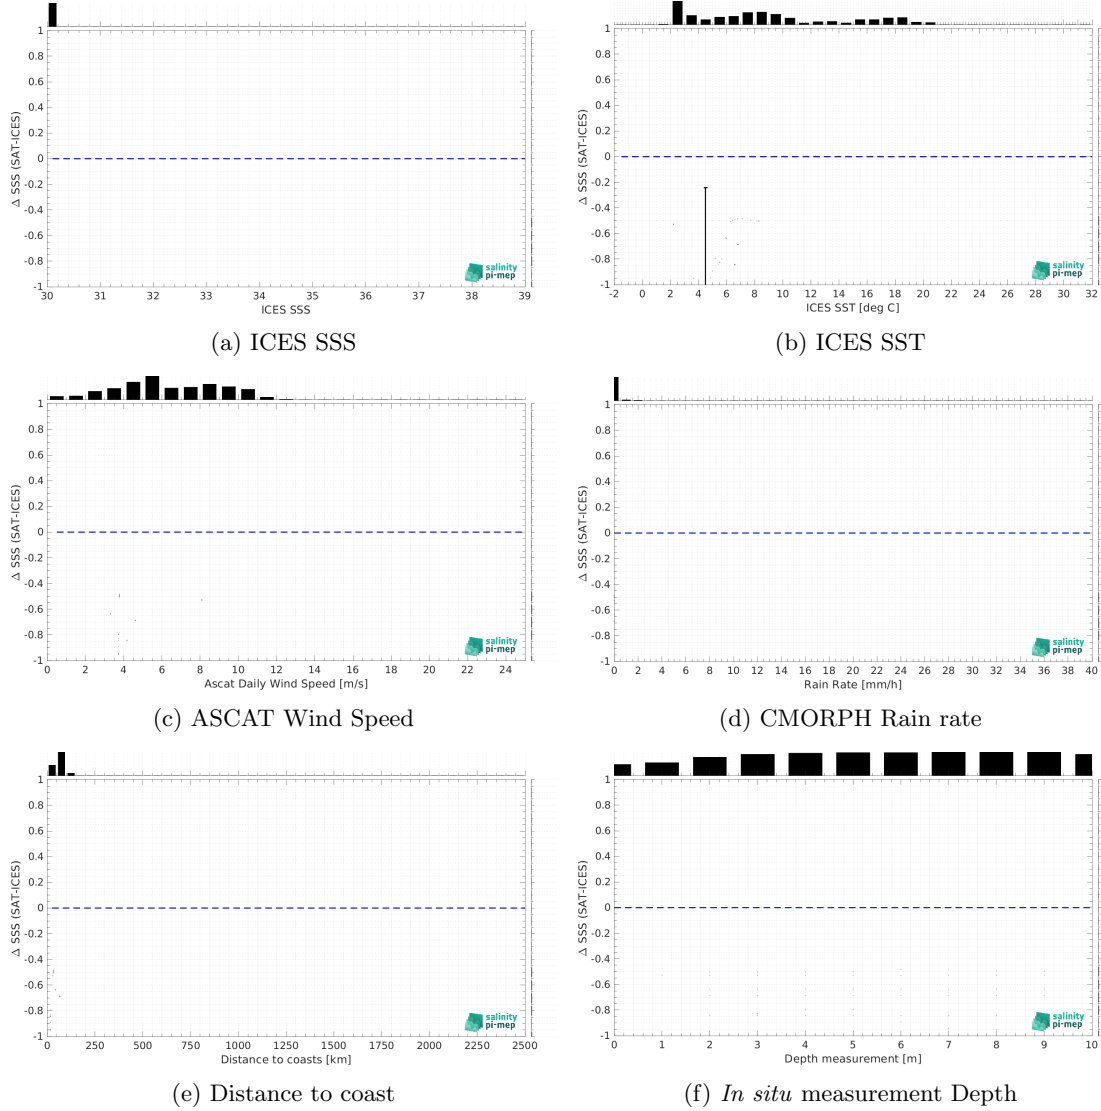 1
0.8
0.6
0.4
0.2
0
-0.2
-0.4
-0.6
-0.8
-1
Δ SSS (SAT-ICES)
salinity
pi-mep
30 31 32 33 34 35 36 37 38 39
ICES SSS
(a) ICES SSS
1
0.8
0.6
0.4
0.2
0
-0.2
-0.4
-0.6
-0.8
-1
Δ SSS (SAT-ICES)
salinity
pi-mep
-2 0 2 4 6 8 10 12 14 16 18 20 22 24 26 28 30 32
ICES SST [deg C]
(b) ICES SST
1
0.8
0.6
0.4
0.2
0
-0.2
-0.4
-0.6
-0.8
-1
Δ SSS (SAT-ICES)
salinity
pi-mep
0 2 4 6 8 10 12 14 16 18 20 22 24
Ascat Daily Wind Speed [m/s]
(c) ASCAT Wind Speed
1
0.8
0.6
0.4
0.2
0
-0.2
-0.4
-0.6
-0.8
-1
Δ SSS (SAT-ICES)
salinity
pi-mep
0 2 4 6 8 10 12 14 16 18 20 22 24 26 28 30 32 34 36 38 40
Rain Rate [mm/h]
(d) CMORPH Rain rate
1
0.8
0.6
0.4
0.2
0
-0.2
-0.4
-0.6
-0.8
-1
Δ SSS (SAT-ICES)
salinity
pi-mep
0 250 500 750 1000 1250 1500 1750 2000 2250 2500
Distance to coasts [km]
(e) Distance to coast
1
0.8
0.6
0.4
0.2
0
-0.2
-0.4
-0.6
-0.8
-1
Δ SSS (SAT-ICES)
salinity
pi-mep
0 1 2 3 4 5 6 7 8 9 10
Depth measurement [m]
(f) In situ measurement Depth